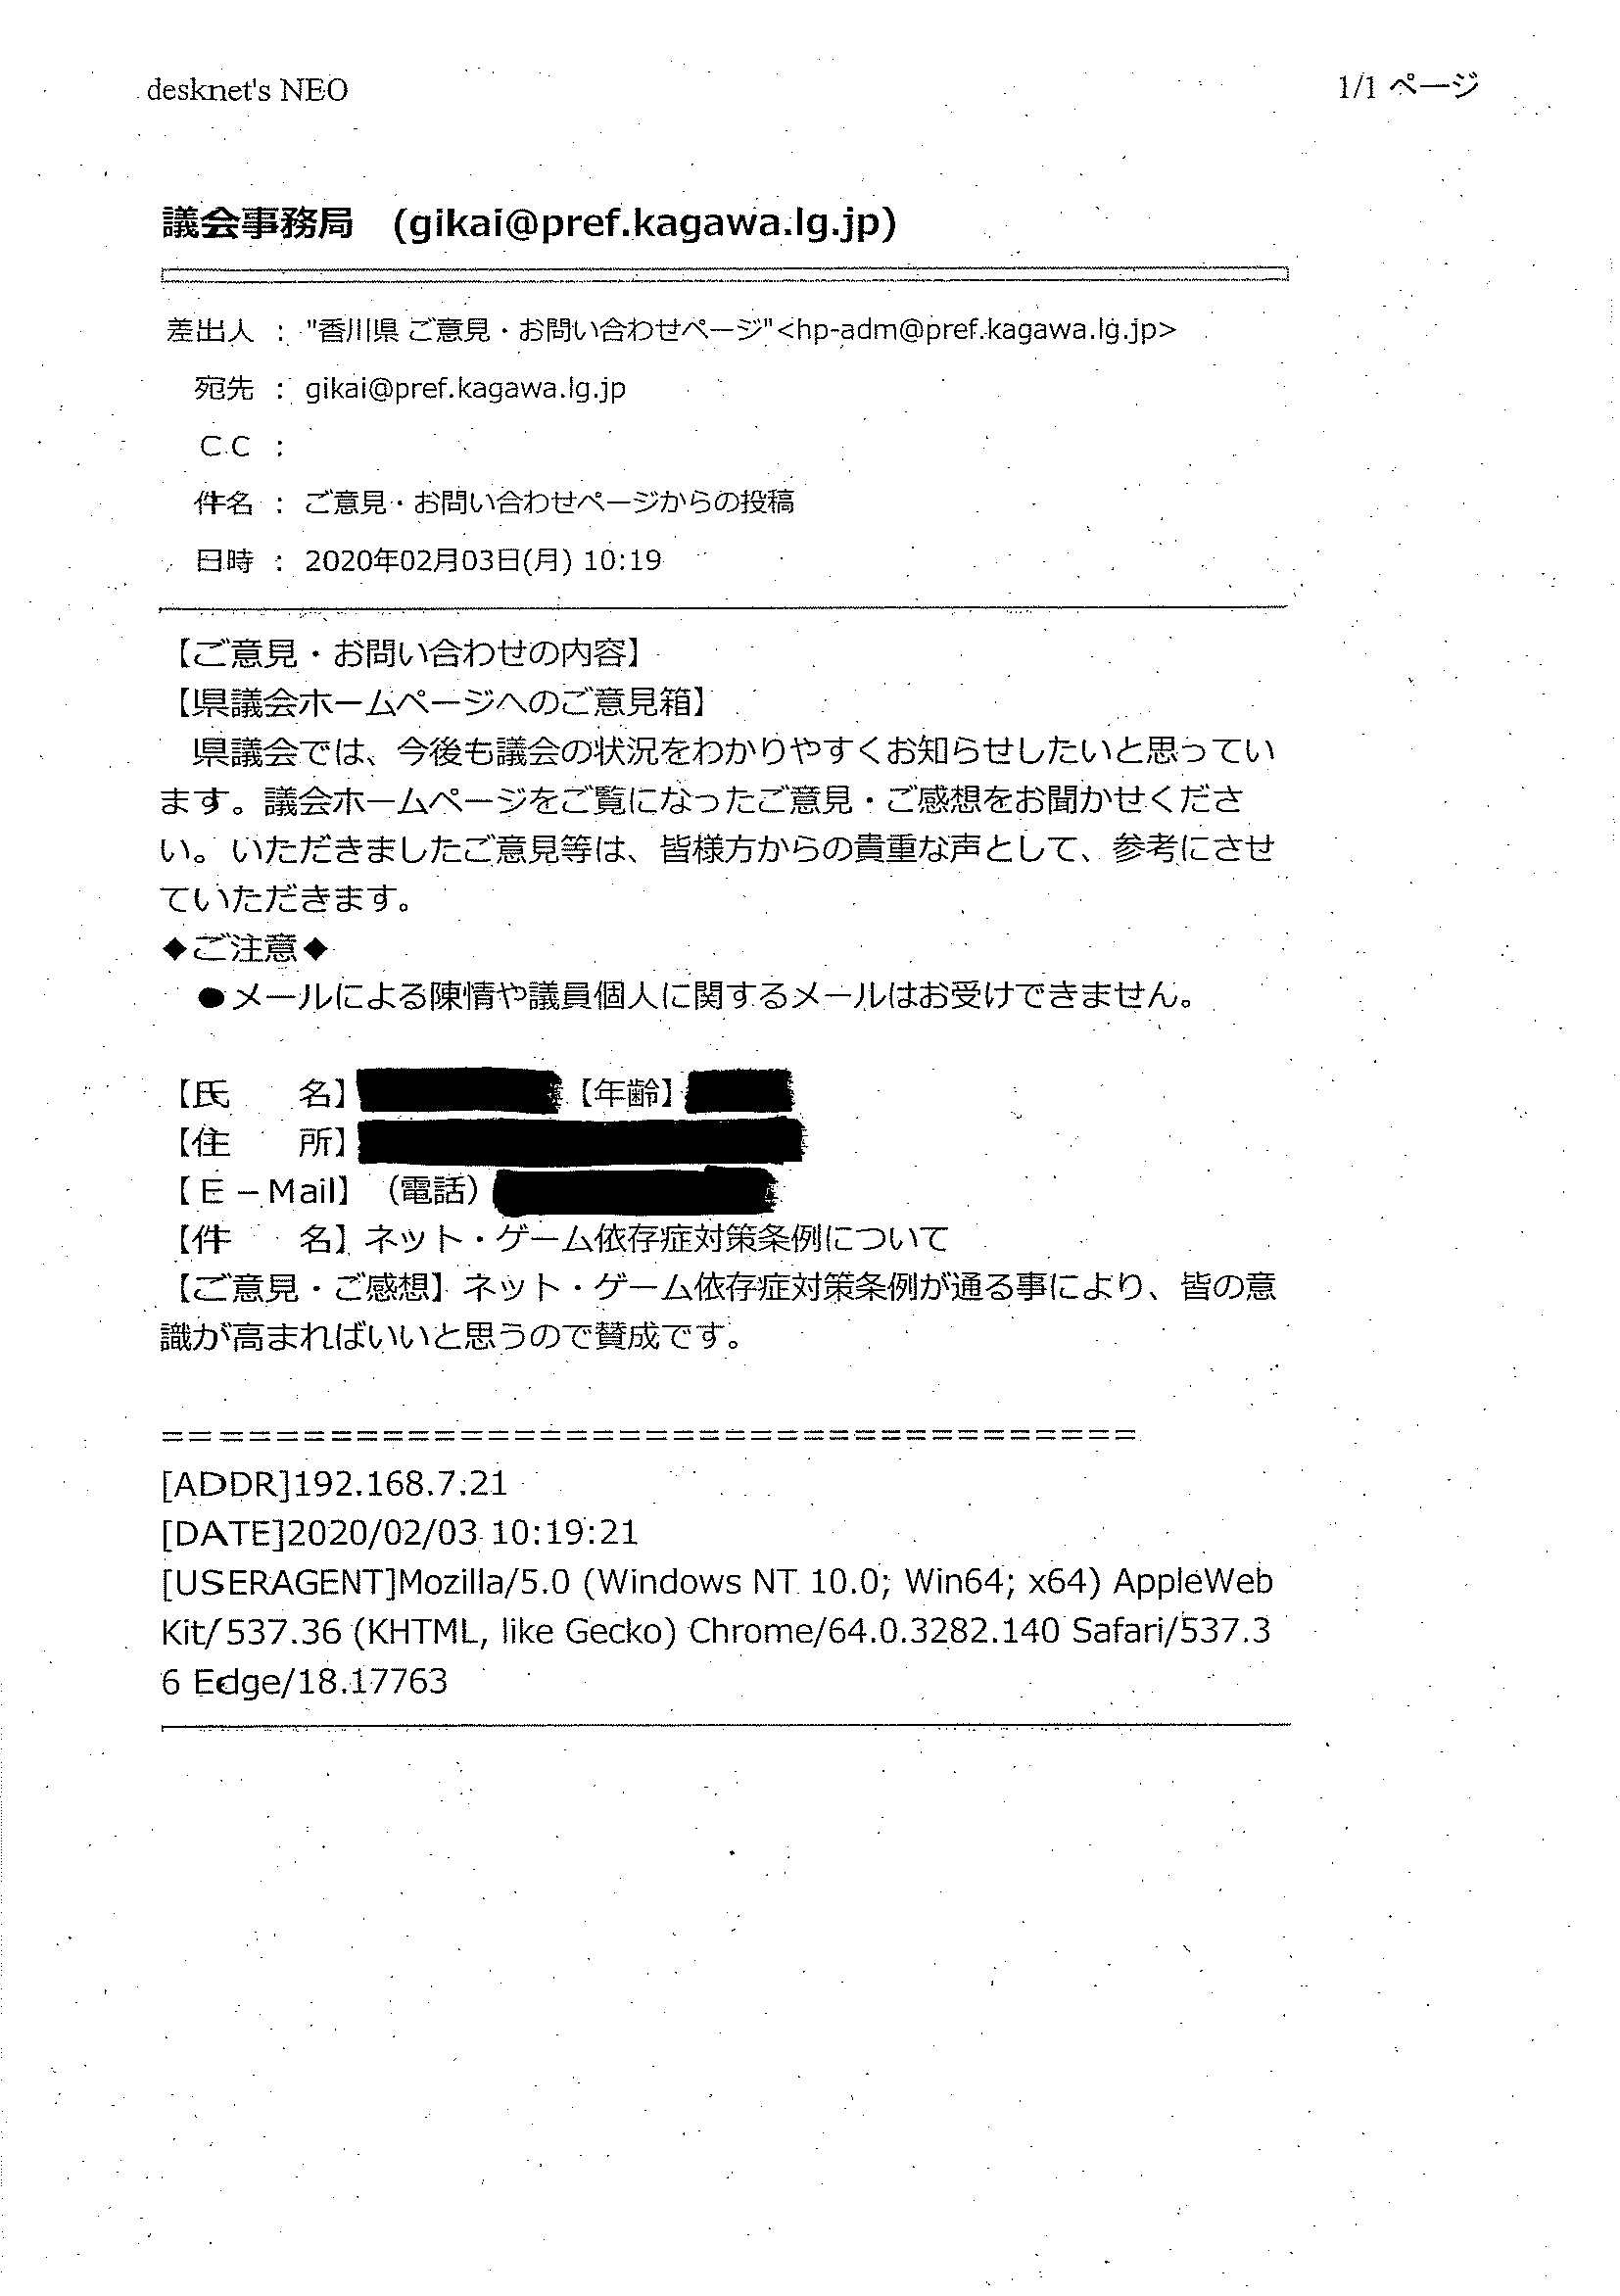 desknet's NEO
1/1 ページ
議会事務局　(gikai@pref.kagawa.lg.jp)
差出人 ： "香川県 ご意見・お問い合わせページ"<hp-adm@pref.kagawa.lg.jp>
宛先 ： gikai@pref.kagawa.lg.jp
C.C ：
件名 ： ご意見・お問い合わせページからの投稿
日時 ： 2020年02月03日(月) 10:19
【ご意見・お問い合わせの内容】
【県議会ホームページへのご意見箱】
　県議会では、今後も議会の状況をわかりやすくお知らせしたいと思ってい
ます。議会ホームページをご覧になったご意見・ご感想をお聞かせくださ
い。いただきましたご意見等は、皆様方からの貴重な声として、参考にさせ
ていただきます。
◆ご注意◆
　●メールによる陳情や議員個人に関するメールはお受けできません。
【氏　　名】【年齢】
【住　　所】
【Ｅ－Mail】（電話）
【件　　名】ネット・ゲーム依存症対策条例について
【ご意見・ご感想】ネット・ゲーム依存症対策条例が通る事により、皆の意
識が高まればいいと思うので賛成です。
=====================================
[ADDR]192.168.7.21
[DATE]2020/02/03 10:19:21
[USERAGENT]Mozilla/5.0 (Windows NT 10.0; Win64; x64) AppleWeb
Kit/537.36 (KHTML, like Gecko) Chrome/64.0.3282.140 Safari/537.3
6 Edge/18.17763